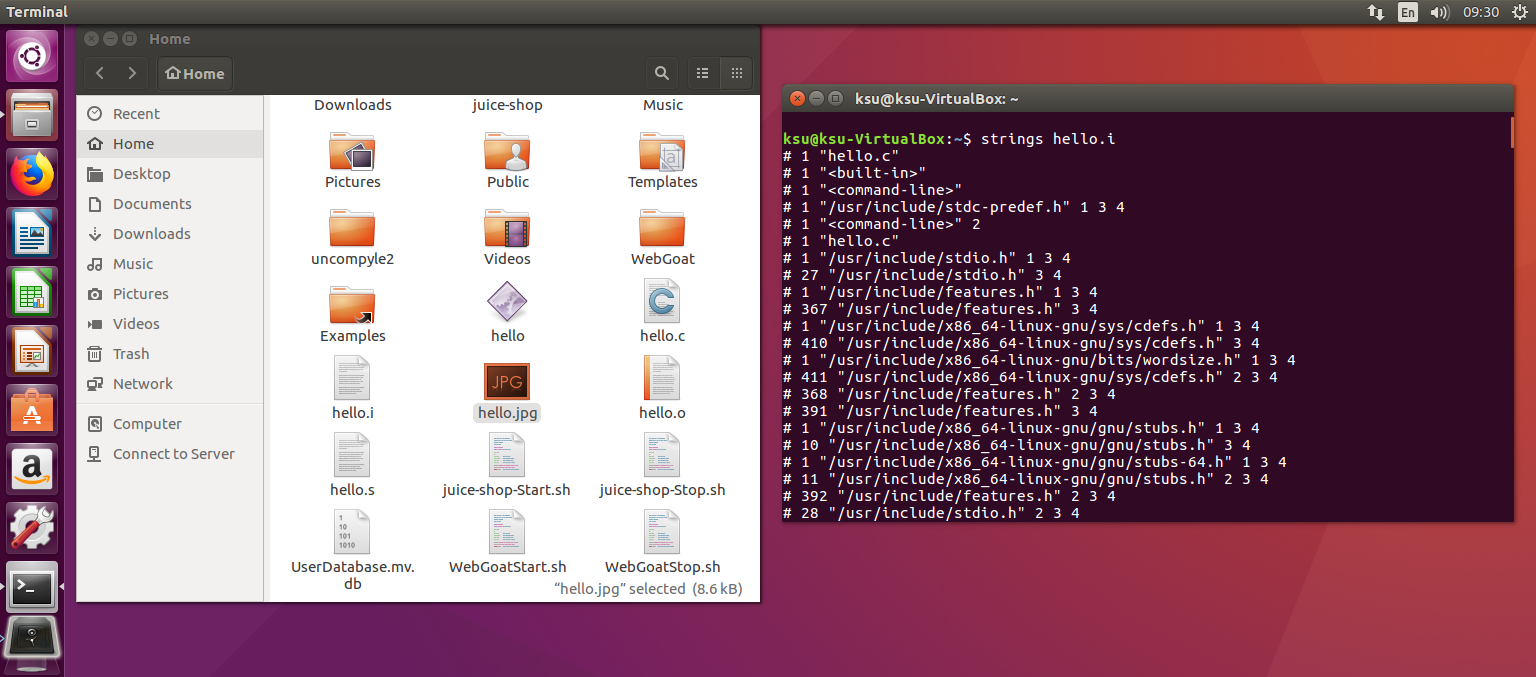 Terminal
En
09:30
Home
Home
Recent
Home
Desktop
Documents
Downloads
Music
Pictures
Videos
Trash
Network
Computer
Connect to Server
Downloads juice-shop Music
Pictures Public Templates
uncompyle2 Videos WebGoat
Examples hello hello.c
JPG
hello.i hello.jpg hello.o
hello.s juice-shop-Start.sh juice-shop-Stop.sh
1
10
101
1010
UserDatabase.mv.db WebGoatStart.sh WebGoatStop.sh
“hello.jpg” selected (8.6 kB)
ksu@ksu-VirtualBox: ~
ksu@ksu-VirtualBox:~$ strings hello.i
# 1 "hello.c"
# 1 "<built-in>"
# 1 "<command-line>"
# 1 "/usr/include/stdc-predef.h" 1 3 4
# 1 "<command-line>" 2
# 1 "hello.c"
# 1 "/usr/include/stdio.h" 1 3 4
# 27 "/usr/include/stdio.h" 3 4
# 1 "/usr/include/features.h" 1 3 4
# 367 "/usr/include/features.h" 3 4
# 1 "/usr/include/x86_64-linux-gnu/sys/cdefs.h" 1 3 4
# 410 "/usr/include/x86_64-linux-gnu/sys/cdefs.h" 3 4
# 1 "/usr/include/x86_64-linux-gnu/bits/wordsize.h" 1 3 4
# 411 "/usr/include/x86_64-linux-gnu/sys/cdefs.h" 2 3 4
# 368 "/usr/include/features.h" 2 3 4
# 391 "/usr/include/features.h" 3 4
# 1 "/usr/include/x86_64-linux-gnu/gnu/stubs.h" 1 3 4
# 10 "/usr/include/x86_64-linux-gnu/gnu/stubs.h" 3 4
# 1 "/usr/include/x86_64-linux-gnu/gnu/stubs-64.h" 1 3 4
# 11 "/usr/include/x86_64-linux-gnu/gnu/stubs.h" 2 3 4
# 392 "/usr/include/features.h" 2 3 4
# 28 "/usr/include/stdio.h" 2 3 4